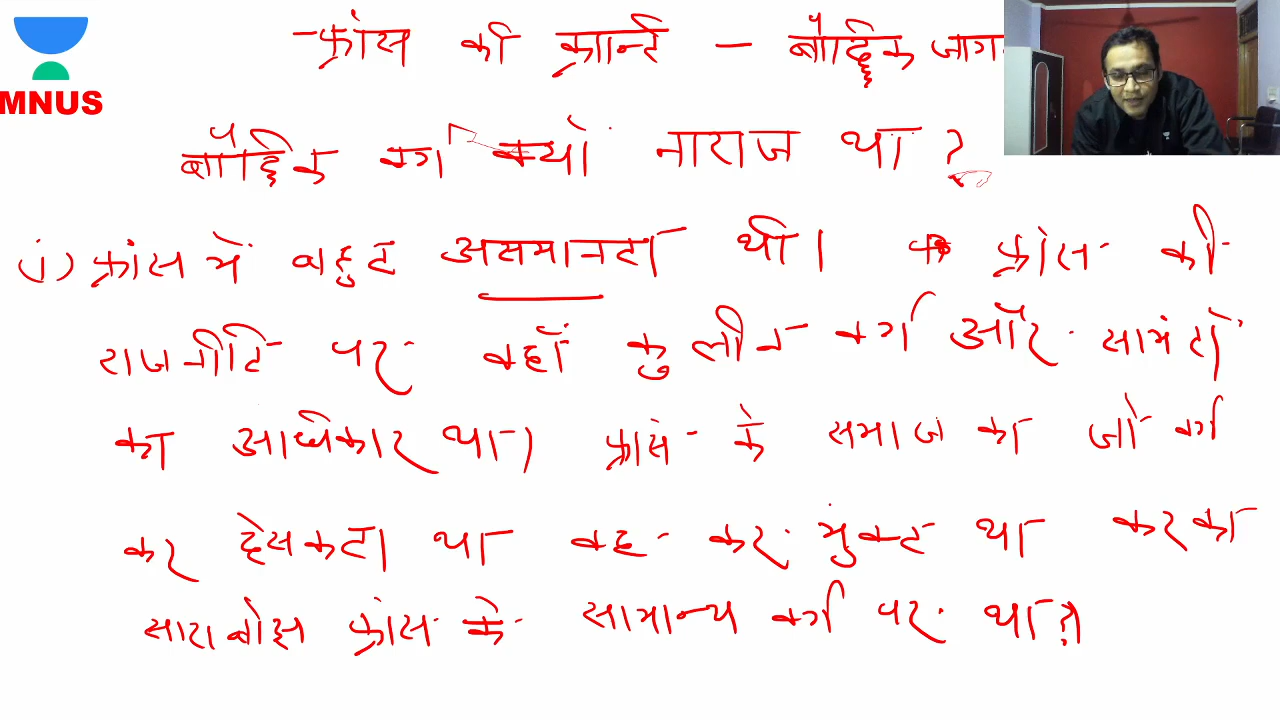 MNUS
फ्रांस की क्रान्ति – बौद्धिक जाग
बौद्धिक वर्ग क्यों नाराज था ?
(i) फ्रांस में बहुत असमानता थी। फ्रांस की
राजनीति पर वहाँ कुलीन वर्ग और सामंतों
का अधिकार था। फ्रांस के समाज का जो वर्ग
कर दे सकता था वह कर मुक्त था कर का
सारा बोझ फ्रांस के सामान्य वर्ग पर था।